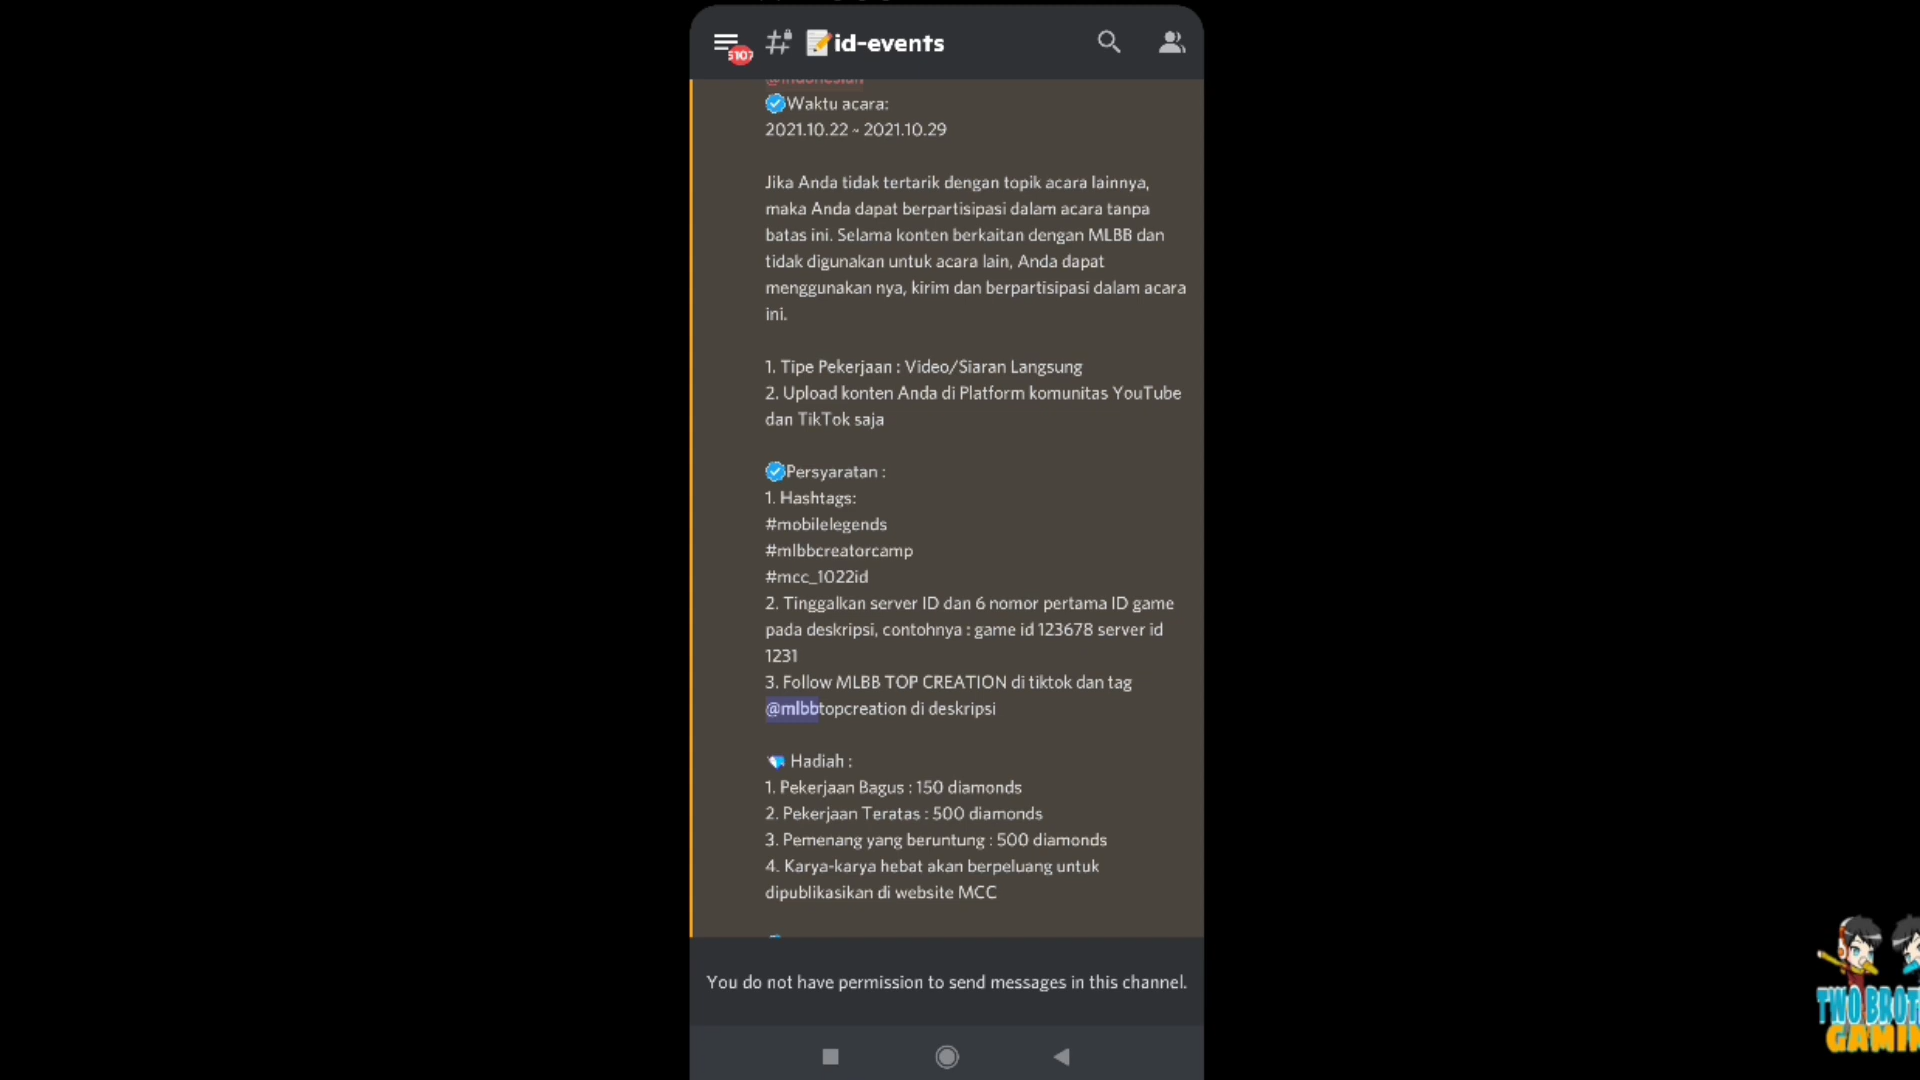 5107
# 📝id-events
@Indonesian
Waktu acara:
2021.10.22 ~ 2021.10.29
Jika Anda tidak tertarik dengan topik acara lainnya,
maka Anda dapat berpartisipasi dalam acara tanpa
batas ini. Selama konten berkaitan dengan MLBB dan
tidak digunakan untuk acara lain, Anda dapat
menggunakan nya, kirim dan berpartisipasi dalam acara
ini.
1. Tipe Pekerjaan : Video/Siaran Langsung
2. Upload konten Anda di Platform komunitas YouTube
dan TikTok saja
Persyaratan :
1. Hashtags:
#mobilelegends
#mlbbcreatorcamp
#mcc_1022id
2. Tinggalkan server ID dan 6 nomor pertama ID game
pada deskripsi, contohnya : game id 123678 server id
1231
3. Follow MLBB TOP CREATION di tiktok dan tag
@mlbbtopcreation di deskripsi
Hadiah :
1. Pekerjaan Bagus : 150 diamonds
2. Pekerjaan Teratas : 500 diamonds
3. Pemenang yang beruntung : 500 diamonds
4. Karya-karya hebat akan berpeluang untuk
dipublikasikan di website MCC
You do not have permission to send messages in this channel.
TWO BROT
GAMIN